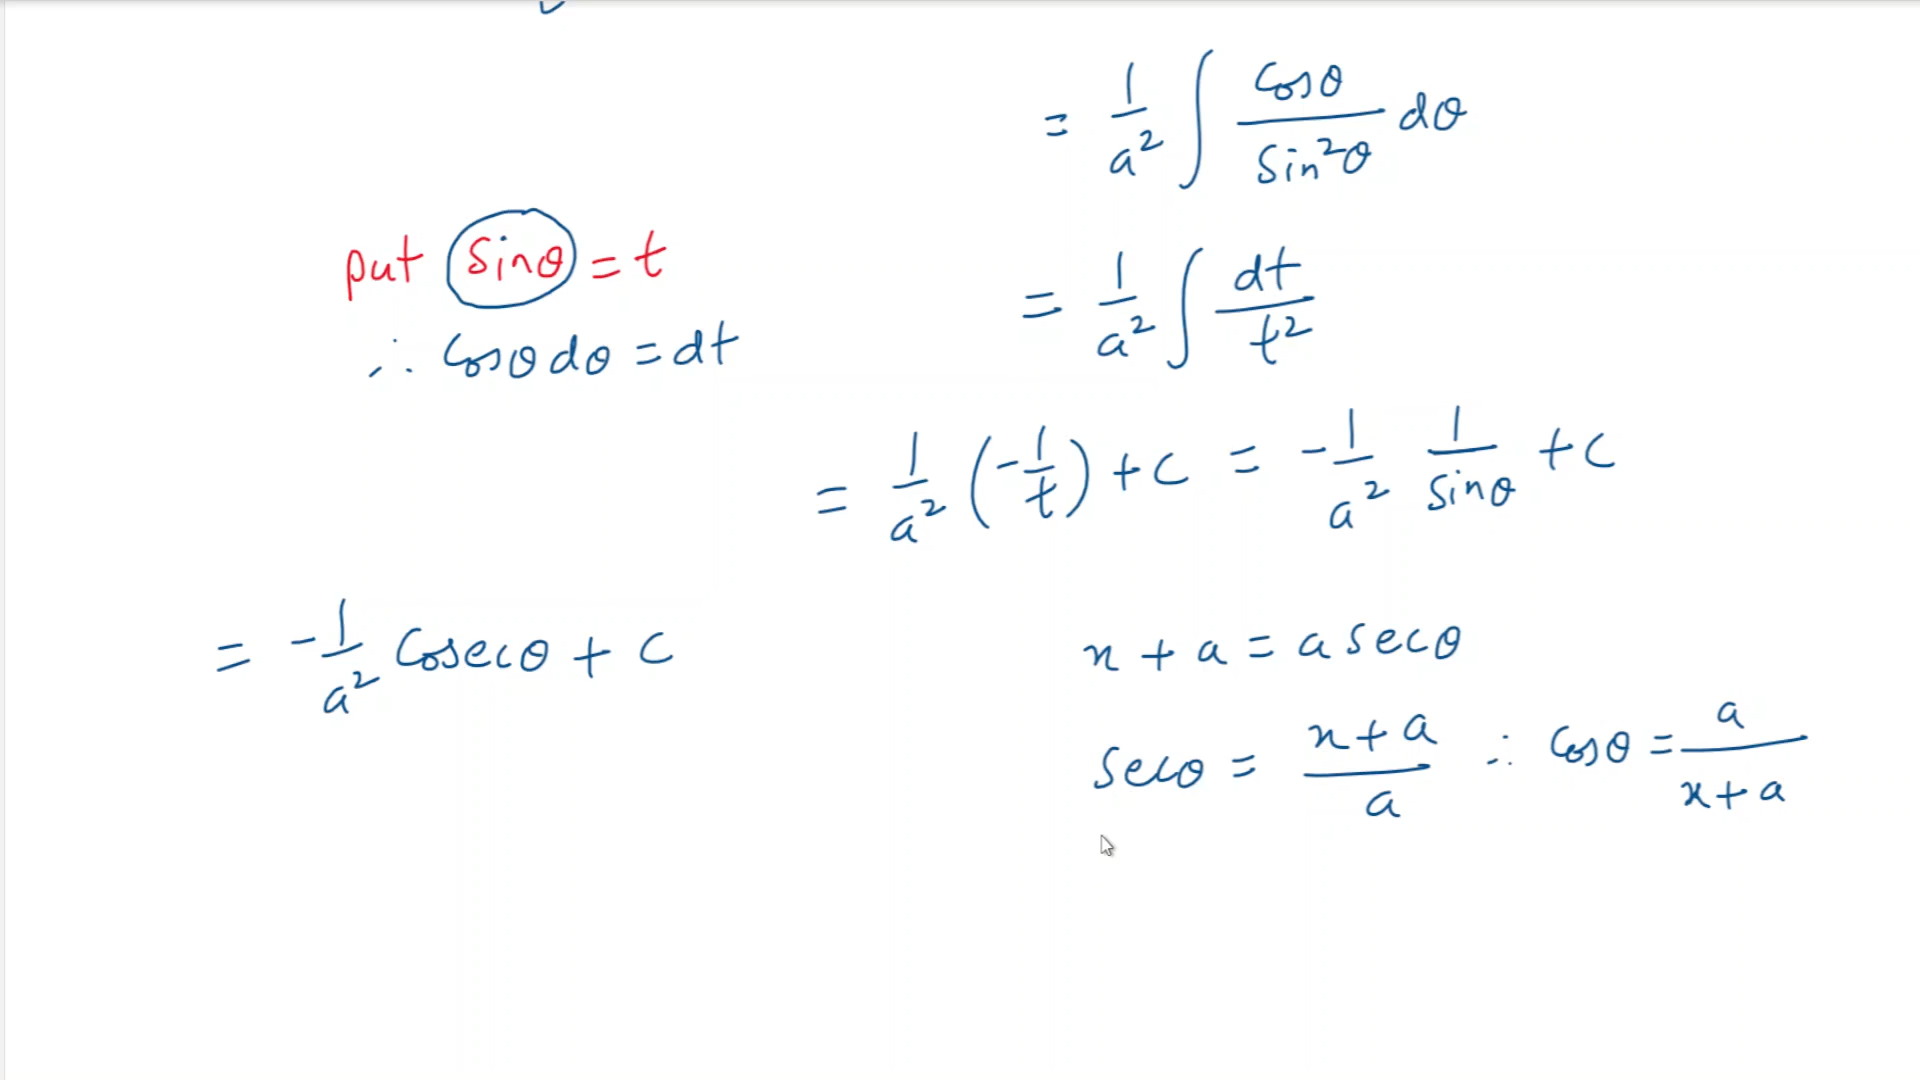 = 1/a² ∫ cosθ/sin²θ dθ
put sinθ = t
= 1/a² ∫ dt/t²
∴ cosθ dθ = dt
= 1/a² (-1/t) + c = -1/a² 1/sinθ + c
= -1/a² cosecθ + c
x + a = a secθ
secθ = x+a/a ∴ cosθ = a/x+a